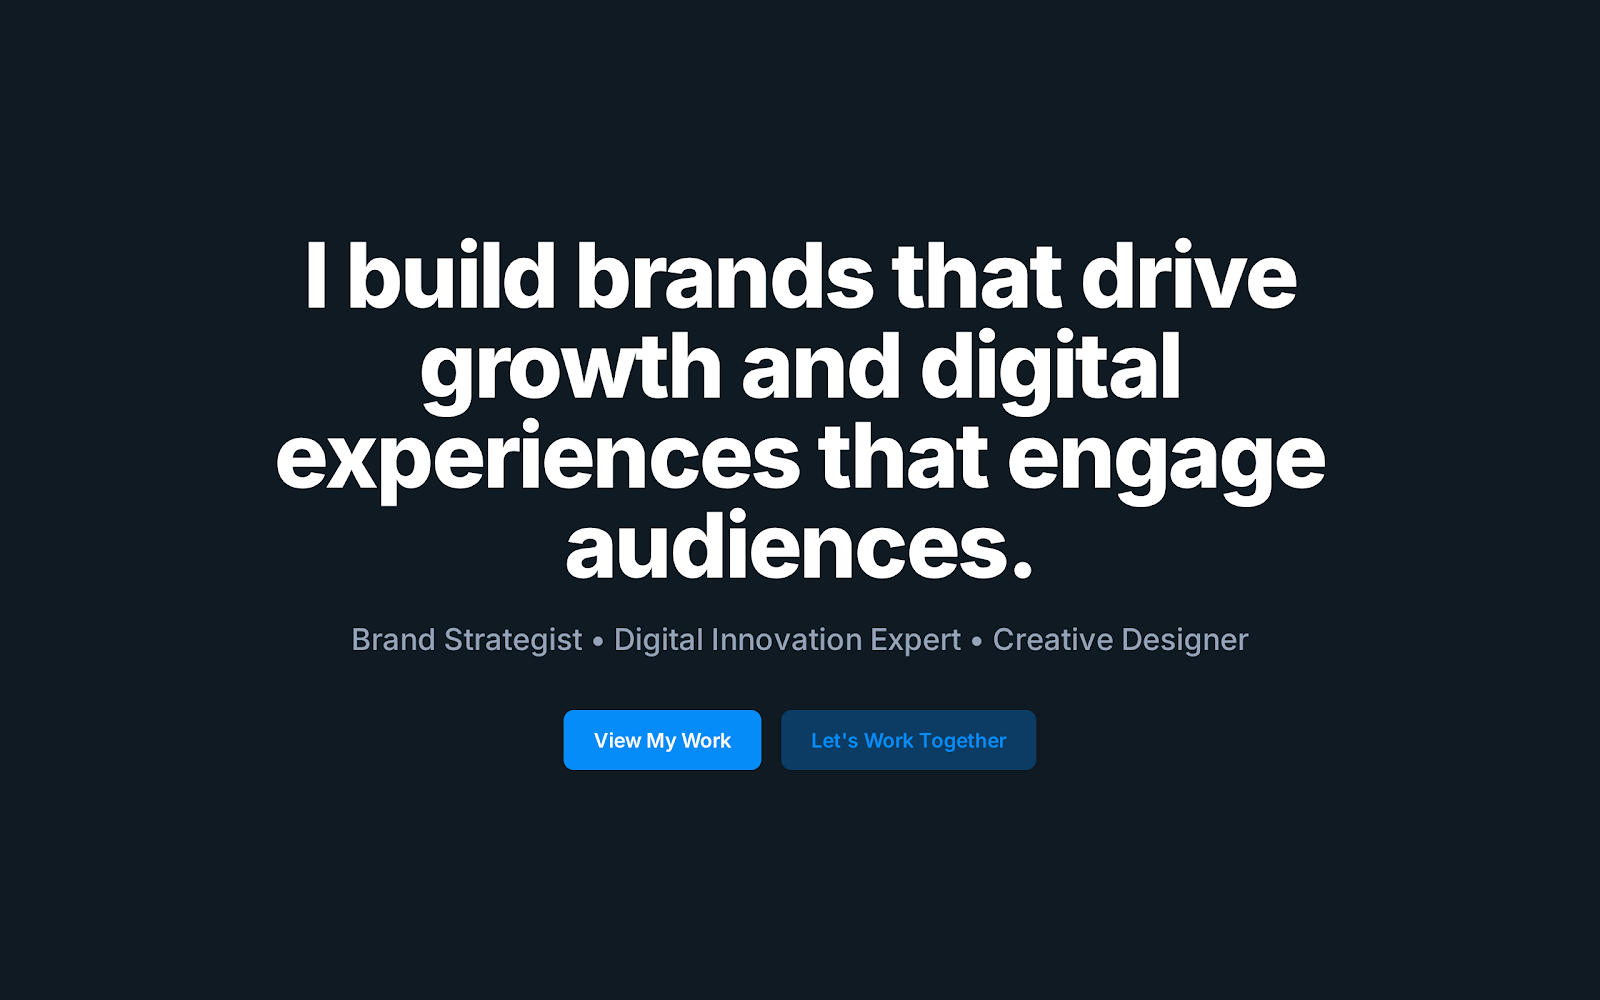 I build brands that drive
growth and digital
experiences that engage
audiences.
Brand Strategist • Digital Innovation Expert • Creative Designer
View My Work
Let's Work Together